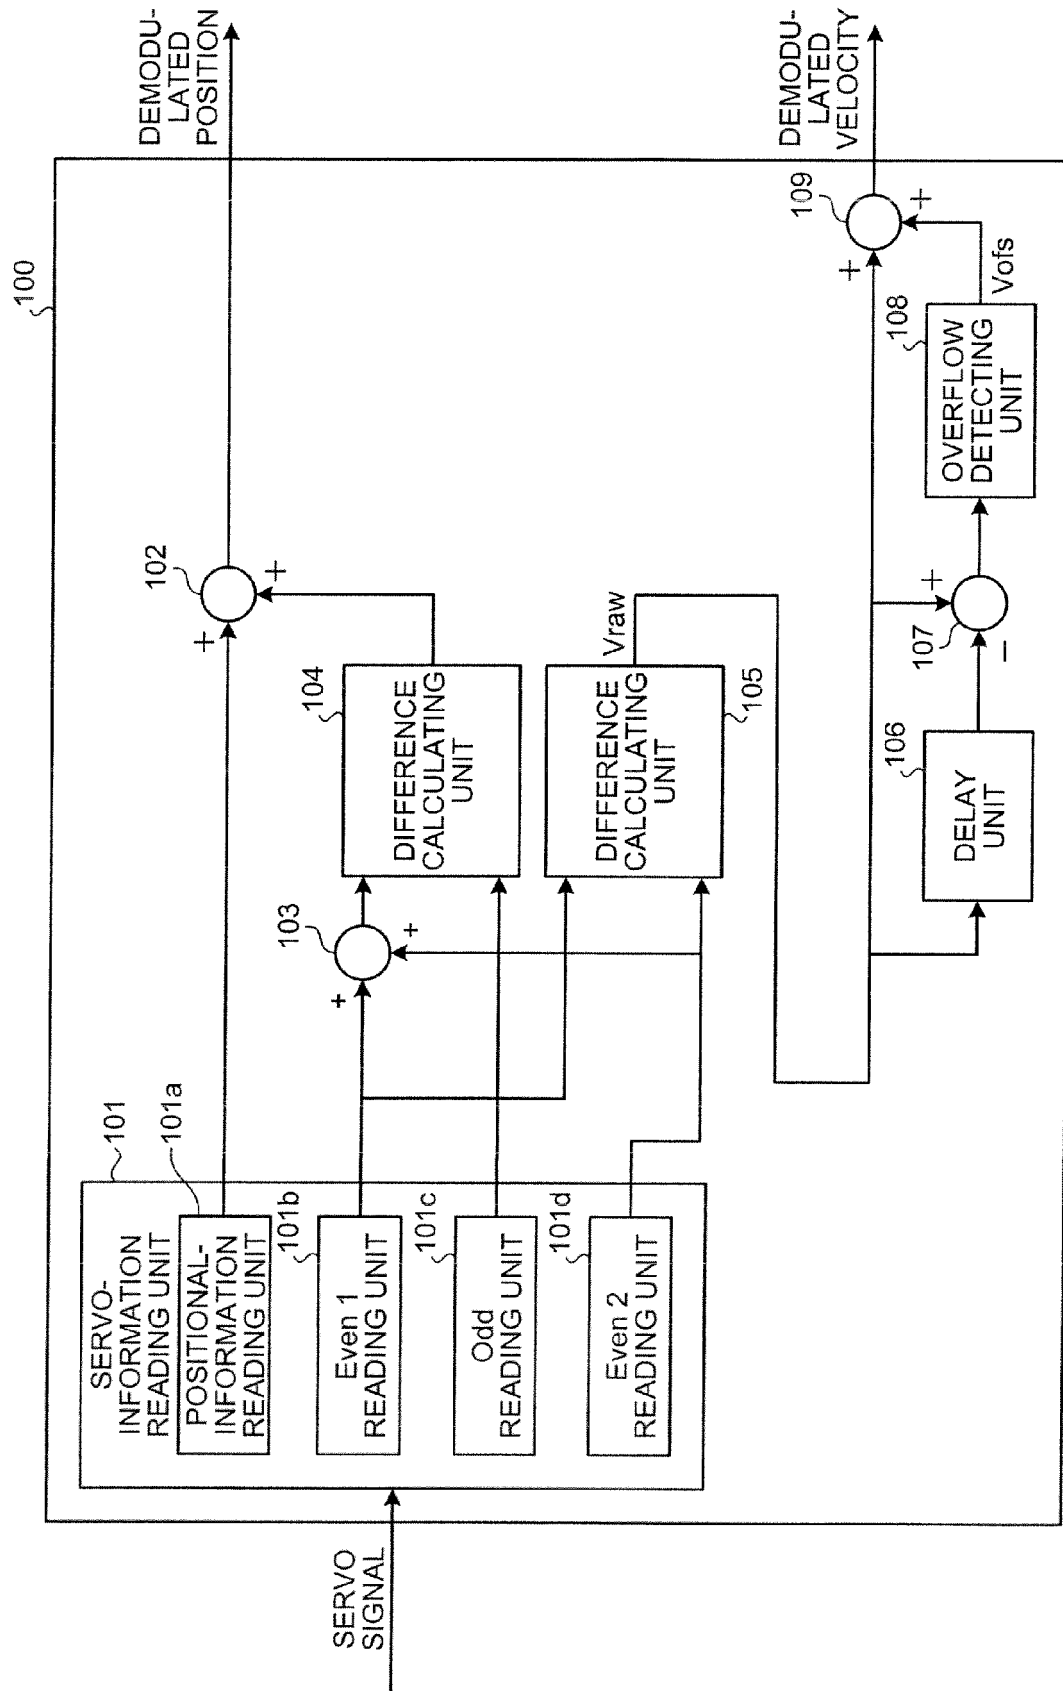 100
SERVO
SIGNAL
101
SERVO-
INFORMATION
READING UNIT
101a
POSITIONAL-
INFORMATION
READING UNIT
101b
Even 1
READING UNIT
101c
Odd
READING UNIT
101d
Even 2
READING UNIT
102
+
+
DEMODU-
LATED
POSITION
103
+
+
104
DIFFERENCE
CALCULATING
UNIT
DIFFERENCE
CALCULATING
UNIT
105
Vraw
106
DELAY
UNIT
107
+
−
108
OVERFLOW
DETECTING
UNIT
Vofs
109
+
+
DEMODU-
LATED
VELOCITY